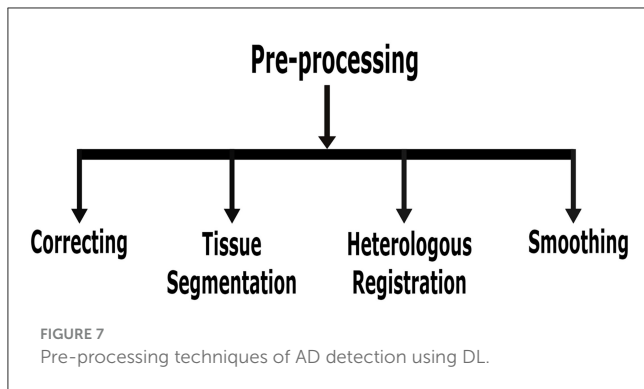 Pre-processing
Correcting
Tissue
Segmentation
Heterologous
Registration
Smoothing
FIGURE 7
Pre-processing techniques of AD detection using DL.